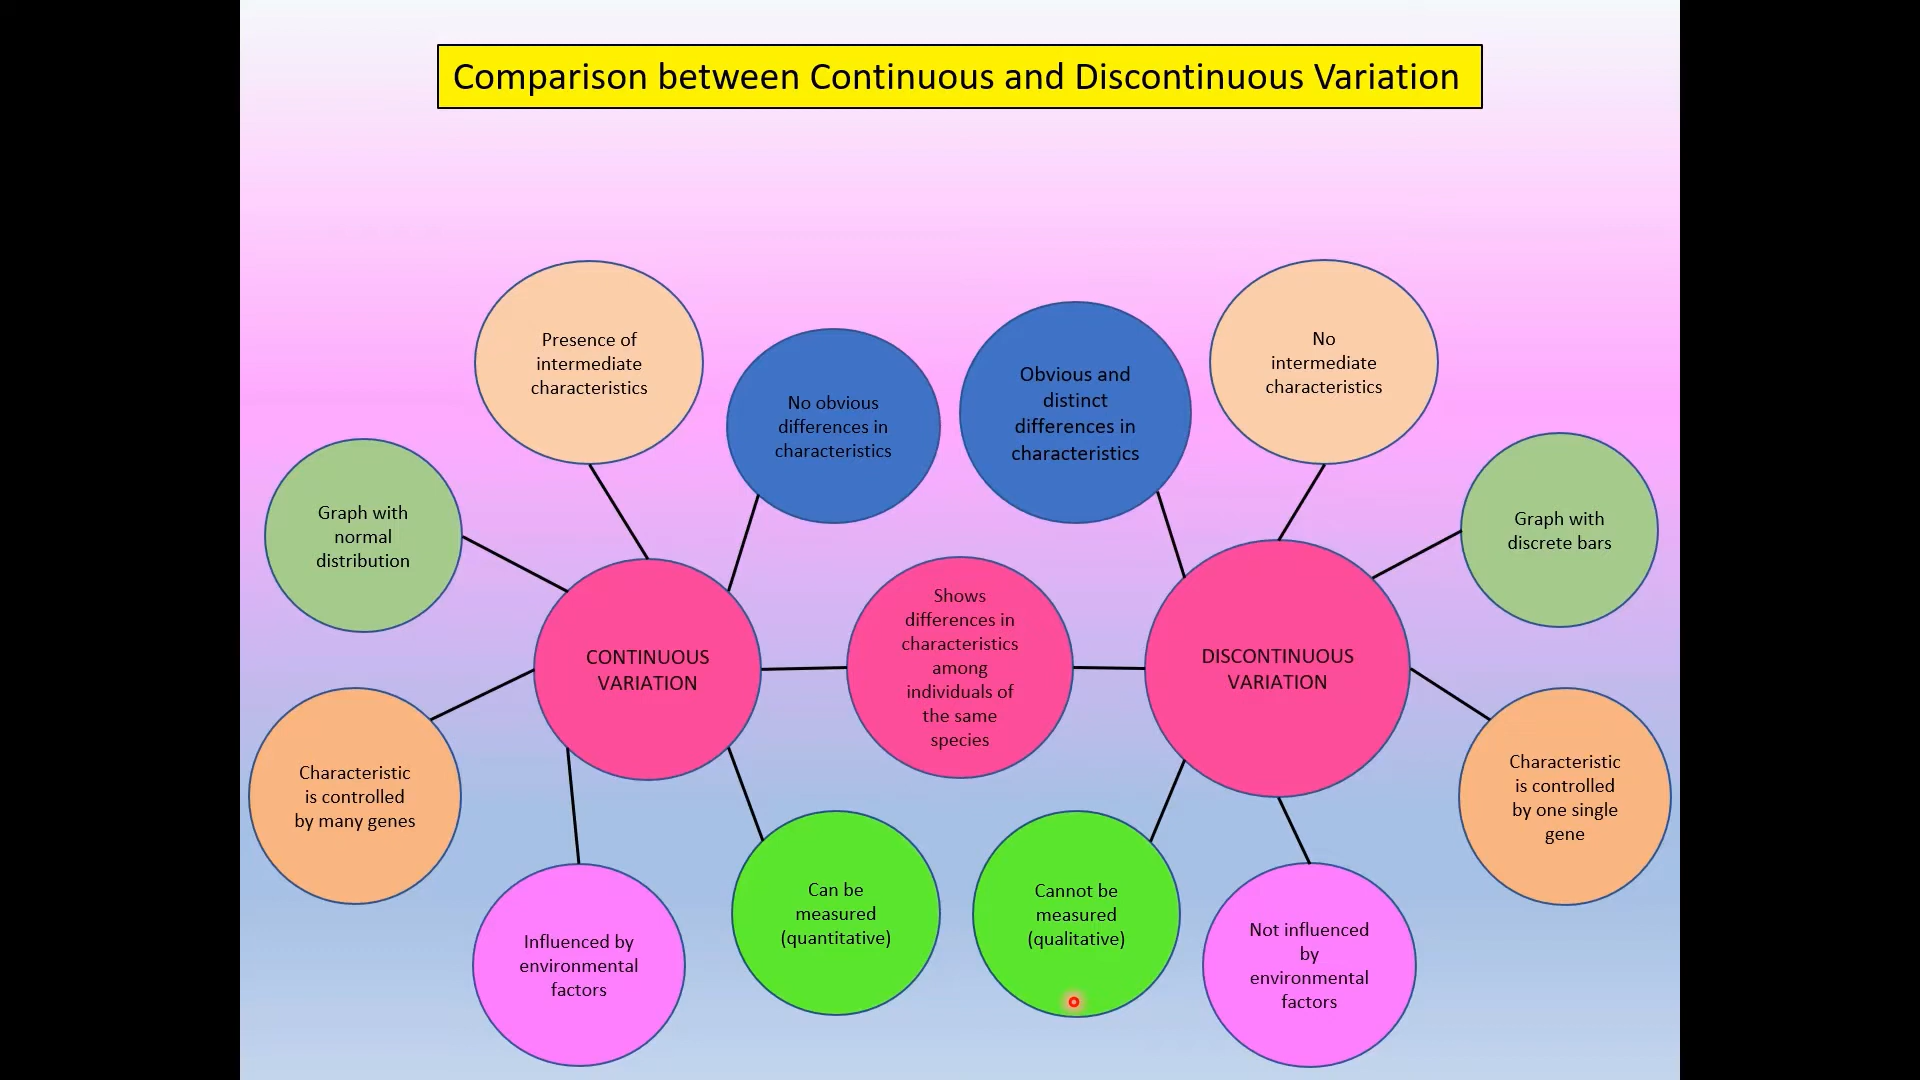 Comparison between Continuous and Discontinuous Variation
Presence of
intermediate
characteristics
No obvious
differences in
characteristics
Obvious and
distinct
differences in
characteristics
No
intermediate
characteristics
Graph with
normal
distribution
Graph with
discrete bars
CONTINUOUS
VARIATION
Shows
differences in
characteristics
among
individuals of
the same
species
DISCONTINUOUS
VARIATION
Characteristic
is controlled
by many genes
Characteristic
is controlled
by one single
gene
Influenced by
environmental
factors
Can be
measured
(quantitative)
Cannot be
measured
(qualitative)
Not influenced
by
environmental
factors